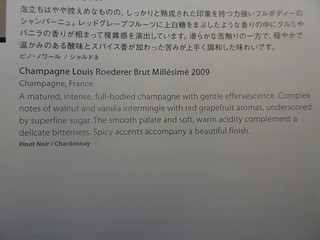 泡立ちはやや控えめなものの、しっかりと熟成された印象を持つ力強いフルボディーの
シャンパーニュ。レッドグレープフルーツに上白糖をまぶしたような香りの中からクルミや
バニラの香りが相まって複雑感を演出しています。滑らかな舌触りの一方で、穏やかで
温かみのある酸味とスパイス香が加わった苦みが上手く調和した味わいです。
ピノ・ノワール / シャルドネ
Champagne Louis Roederer Brut Millésimé 2009
Champagne, France
A matured, intense, full-bodied champagne with gentle effervescence. Complex
notes of walnut and vanilla intermingle with red grapefruit aromas, underscored
by superfine sugar. The smooth palate and soft, warm acidity complement a
delicate bitterness. Spicy accents accompany a beautiful finish.
Pinot Noir / Chardonnay